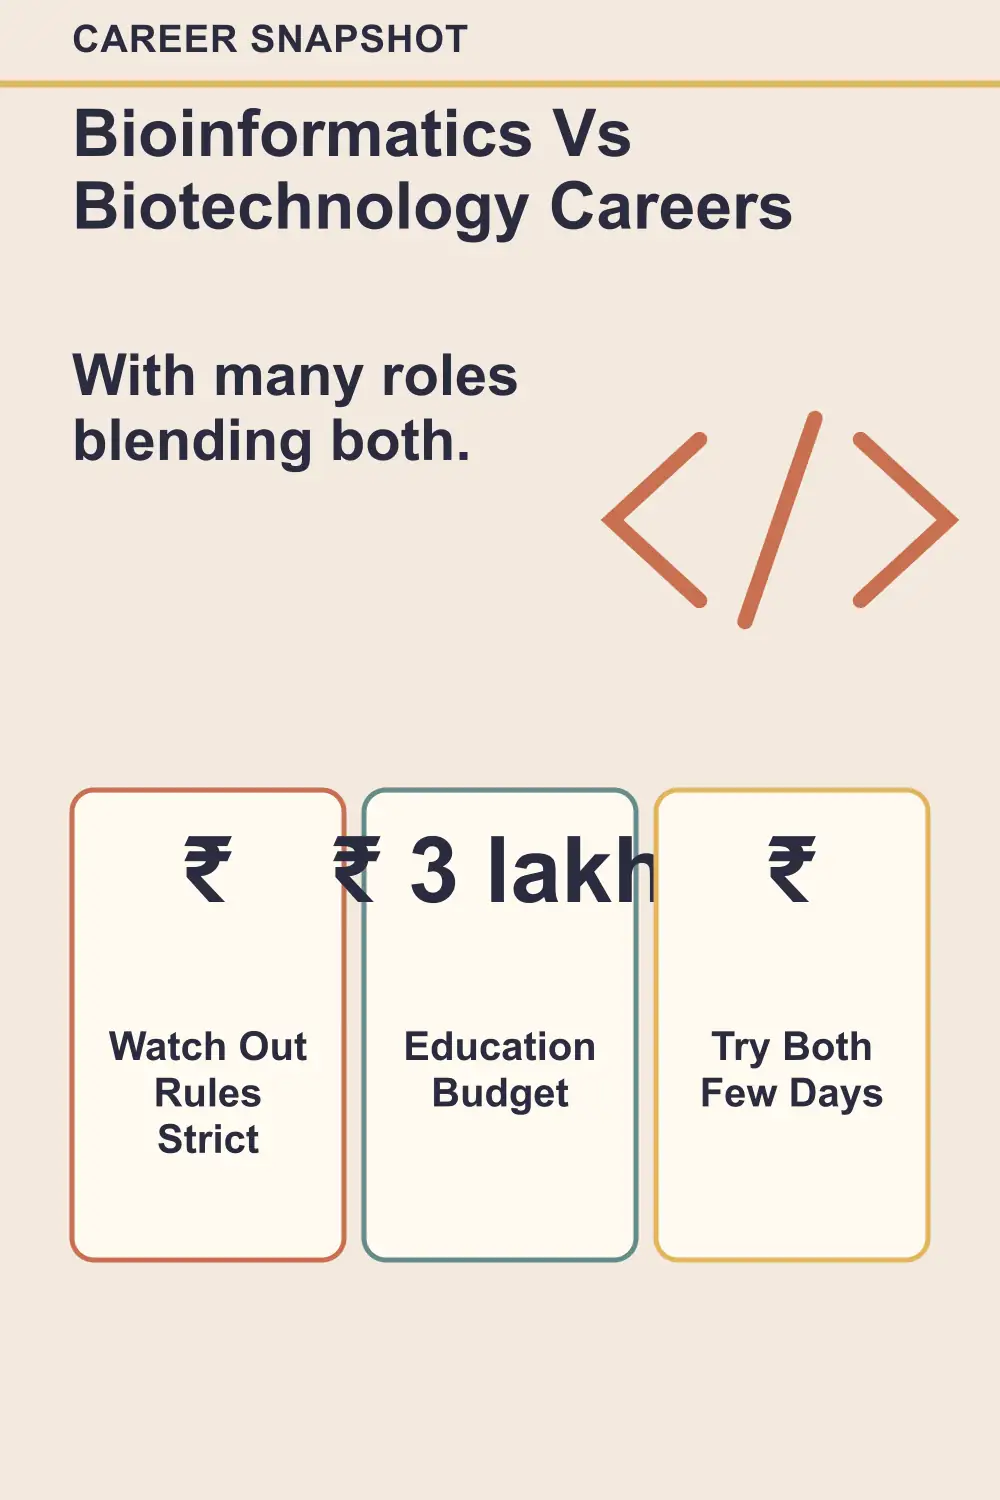 CAREER SNAPSHOT
Bioinformatics Vs
Biotechnology Careers
With many roles
blending both.
₹
₹ 3 lakh
₹
Watch Out
Rules
Strict
Education
Budget
Try Both
Few Days